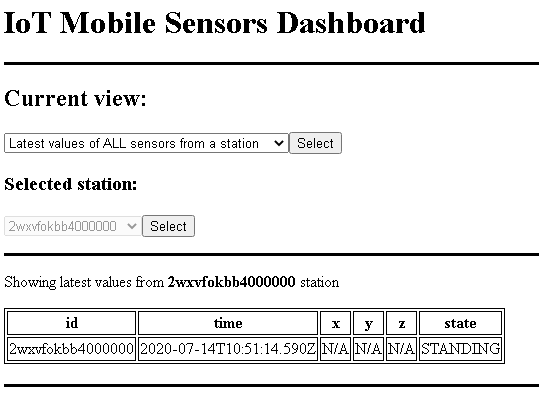 IoT Mobile Sensors Dashboard
Current view:
Latest values of ALL sensors from a station Select
Selected station:
2wxvfokbb4000000 Select
Showing latest values from 2wxvfokbb4000000 station
id time x y z state
2wxvfokbb4000000 2020-07-14T10:51:14.590Z N/A N/A N/A STANDING